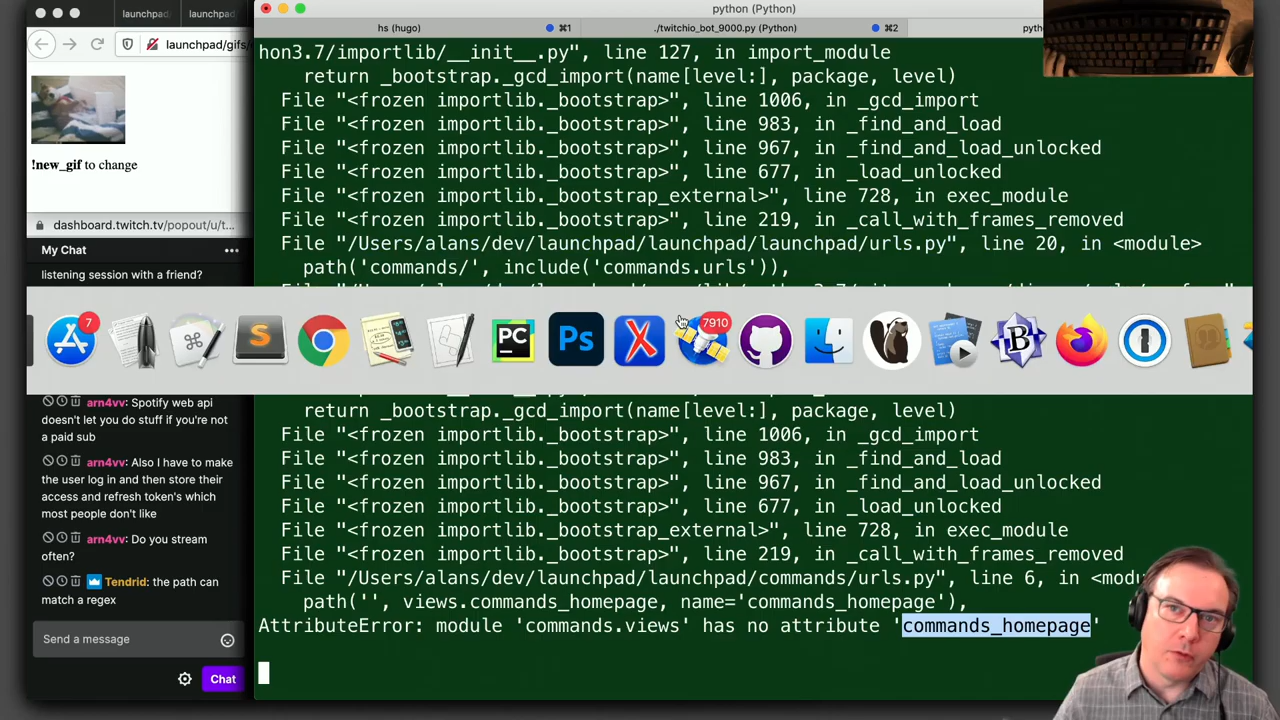 launchpad
launchpad
launchpad/gifs/
!new_gif to change
dashboard.twitch.tv/popout/u/t...
My Chat
listening session with a friend?
arn4vv: Spotify web api
doesn't let you do stuff if you're not
a paid sub
arn4vv: Also I have to make
the user log in and then store their
access and refresh token's which
most people don't like
arn4vv: Do you stream
often?
Tendrid: the path can
match a regex
Send a message
Chat
python (Python)
hs (hugo)
⌘1
./twitchio_bot_9000.py (Python)
⌘2
hon3.7/importlib/__init__.py", line 127, in import_module
return _bootstrap._gcd_import(name[level:], package, level)
File "<frozen importlib._bootstrap>", line 1006, in _gcd_import
File "<frozen importlib._bootstrap>", line 983, in _find_and_load
File "<frozen importlib._bootstrap>", line 967, in _find_and_load_unlocked
File "<frozen importlib._bootstrap>", line 677, in _load_unlocked
File "<frozen importlib._bootstrap_external>", line 728, in exec_module
File "<frozen importlib._bootstrap>", line 219, in _call_with_frames_removed
File "/Users/alans/dev/launchpad/launchpad/launchpad/urls.py", line 20, in <module>
path('commands/', include('commands.urls')),
7
S
PC
Ps
X
7910
B
return _bootstrap._gcd_import(name[level:], package, level)
File "<frozen importlib._bootstrap>", line 1006, in _gcd_import
File "<frozen importlib._bootstrap>", line 983, in _find_and_load
File "<frozen importlib._bootstrap>", line 967, in _find_and_load_unlocked
File "<frozen importlib._bootstrap>", line 677, in _load_unlocked
File "<frozen importlib._bootstrap_external>", line 728, in exec_module
File "<frozen importlib._bootstrap>", line 219, in _call_with_frames_removed
File "/Users/alans/dev/launchpad/launchpad/commands/urls.py", line 6, in <modu
path('', views.commands_homepage, name='commands_homepage'),
AttributeError: module 'commands.views' has no attribute 'commands_homepage'